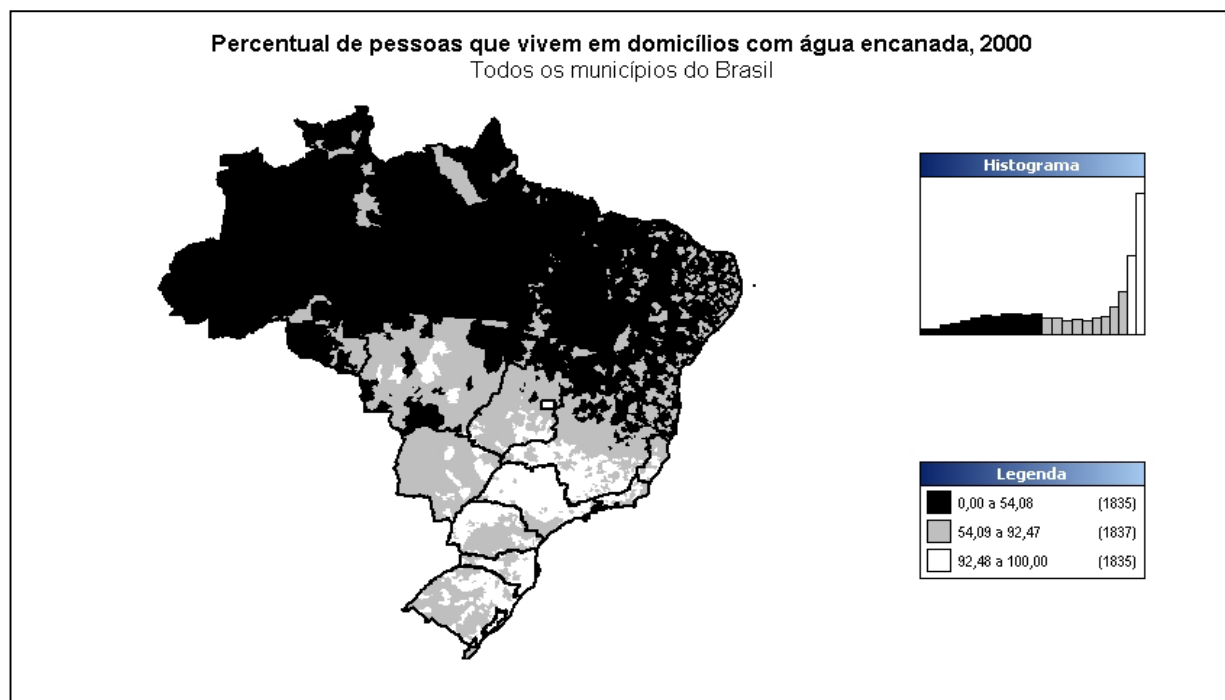 Percentual de pessoas que vivem em domicílios com água encanada, 2000
Todos os municípios do Brasil
Histograma
Legenda
0,00 a 54,08 (1835)
54,09 a 92,47 (1837)
92,48 a 100,00 (1835)